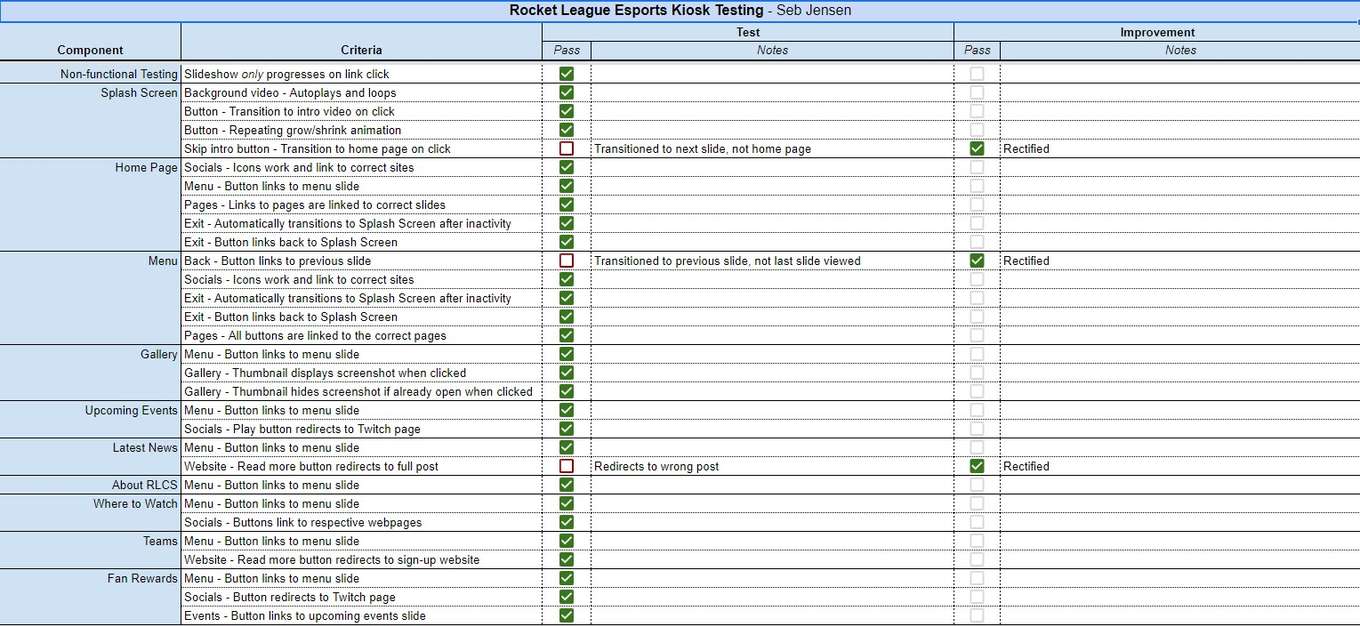 Rocket League Esports Kiosk Testing - Seb Jensen
Component Criteria Test Improvement
Pass Notes Pass Notes
Non-functional Testing Slideshow only progresses on link click
Splash Screen Background video - Autoplays and loops
Button - Transition to intro video on click
Button - Repeating grow/shrink animation
Skip intro button - Transition to home page on click Transitioned to next slide, not home page Rectified
Home Page Socials - Icons work and link to correct sites
Menu - Button links to menu slide
Pages - Links to pages are linked to correct slides
Exit - Automatically transitions to Splash Screen after inactivity
Exit - Button links back to Splash Screen
Menu Back - Button links to previous slide Transitioned to previous slide, not last slide viewed Rectified
Socials - Icons work and link to correct sites
Exit - Automatically transitions to Splash Screen after inactivity
Exit - Button links back to Splash Screen
Pages - All buttons are linked to the correct pages
Gallery Menu - Button links to menu slide
Gallery - Thumbnail displays screenshot when clicked
Gallery - Thumbnail hides screenshot if already open when clicked
Upcoming Events Menu - Button links to menu slide
Socials - Play button redirects to Twitch page
Latest News Menu - Button links to menu slide
Website - Read more button redirects to full post Redirects to wrong post Rectified
About RLCS Menu - Button links to menu slide
Where to Watch Menu - Button links to menu slide
Socials - Buttons link to respective webpages
Teams Menu - Button links to menu slide
Website - Read more button redirects to sign-up website
Fan Rewards Menu - Button links to menu slide
Socials - Button redirects to Twitch page
Events - Button links to upcoming events slide